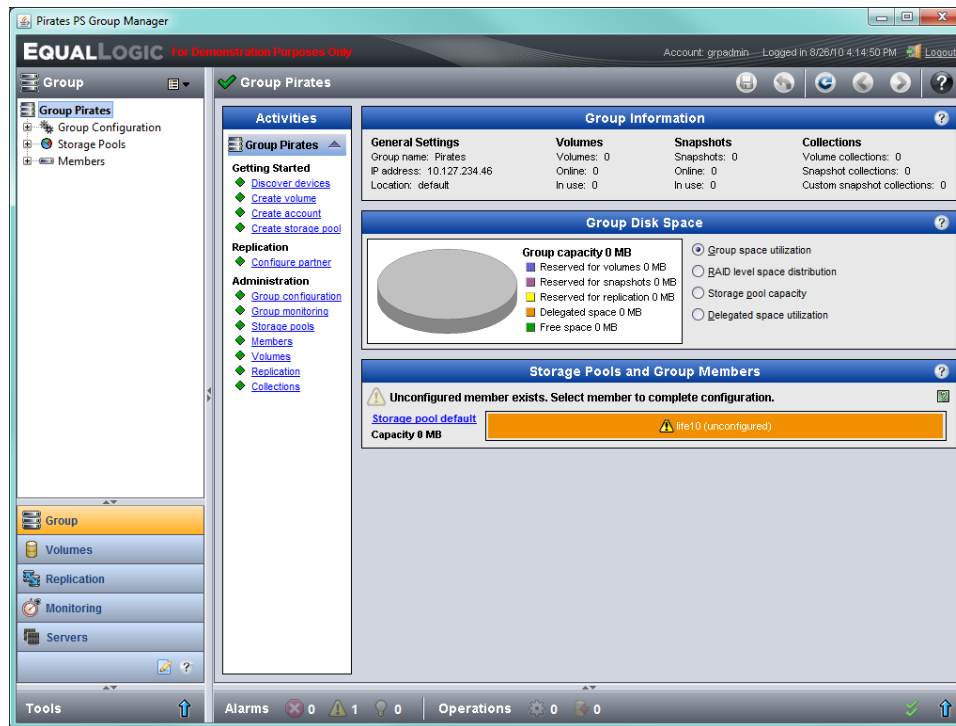 Pirates PS Group Manager
EQUALLOGIC For Demonstration Purposes Only
Account: grpadmin Logged in 8/26/10 4:14:50 PM Logout
Group
Group Pirates
Group Pirates
Group Configuration
Storage Pools
Members
Activities
Group Pirates
Getting Started
Discover devices
Create volume
Create account
Create storage pool
Replication
Configure partner
Administration
Group configuration
Group monitoring
Storage pools
Members
Volumes
Replication
Collections
Group Information
General Settings
Group name: Pirates
IP address: 10.127.234.46
Location: default
Volumes
Volumes: 0
Online: 0
In use: 0
Snapshots
Snapshots: 0
Online: 0
In use: 0
Collections
Volume collections: 0
Snapshot collections: 0
Custom snapshot collections: 0
Group Disk Space
Group capacity 0 MB
Reserved for volumes 0 MB
Reserved for snapshots 0 MB
Reserved for replication 0 MB
Delegated space 0 MB
Free space 0 MB
Group space utilization
RAID level space distribution
Storage pool capacity
Delegated space utilization
Storage Pools and Group Members
Unconfigured member exists. Select member to complete configuration.
Storage pool default
Capacity 0 MB
life10 (unconfigured)
Group
Volumes
Replication
Monitoring
Servers
Tools
Alarms 0 1 0 Operations 0 0